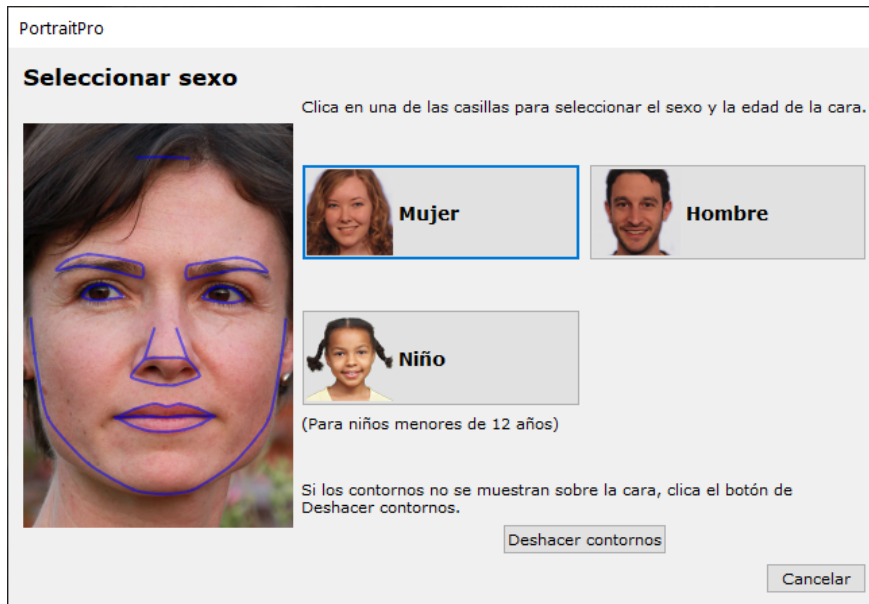 PortraitPro
Seleccionar sexo
Clica en una de las casillas para seleccionar el sexo y la edad de la cara.
Mujer
Hombre
Niño
(Para niños menores de 12 años)
Si los contornos no se muestran sobre la cara, clica el botón de
Deshacer contornos.
Deshacer contornos
Cancelar